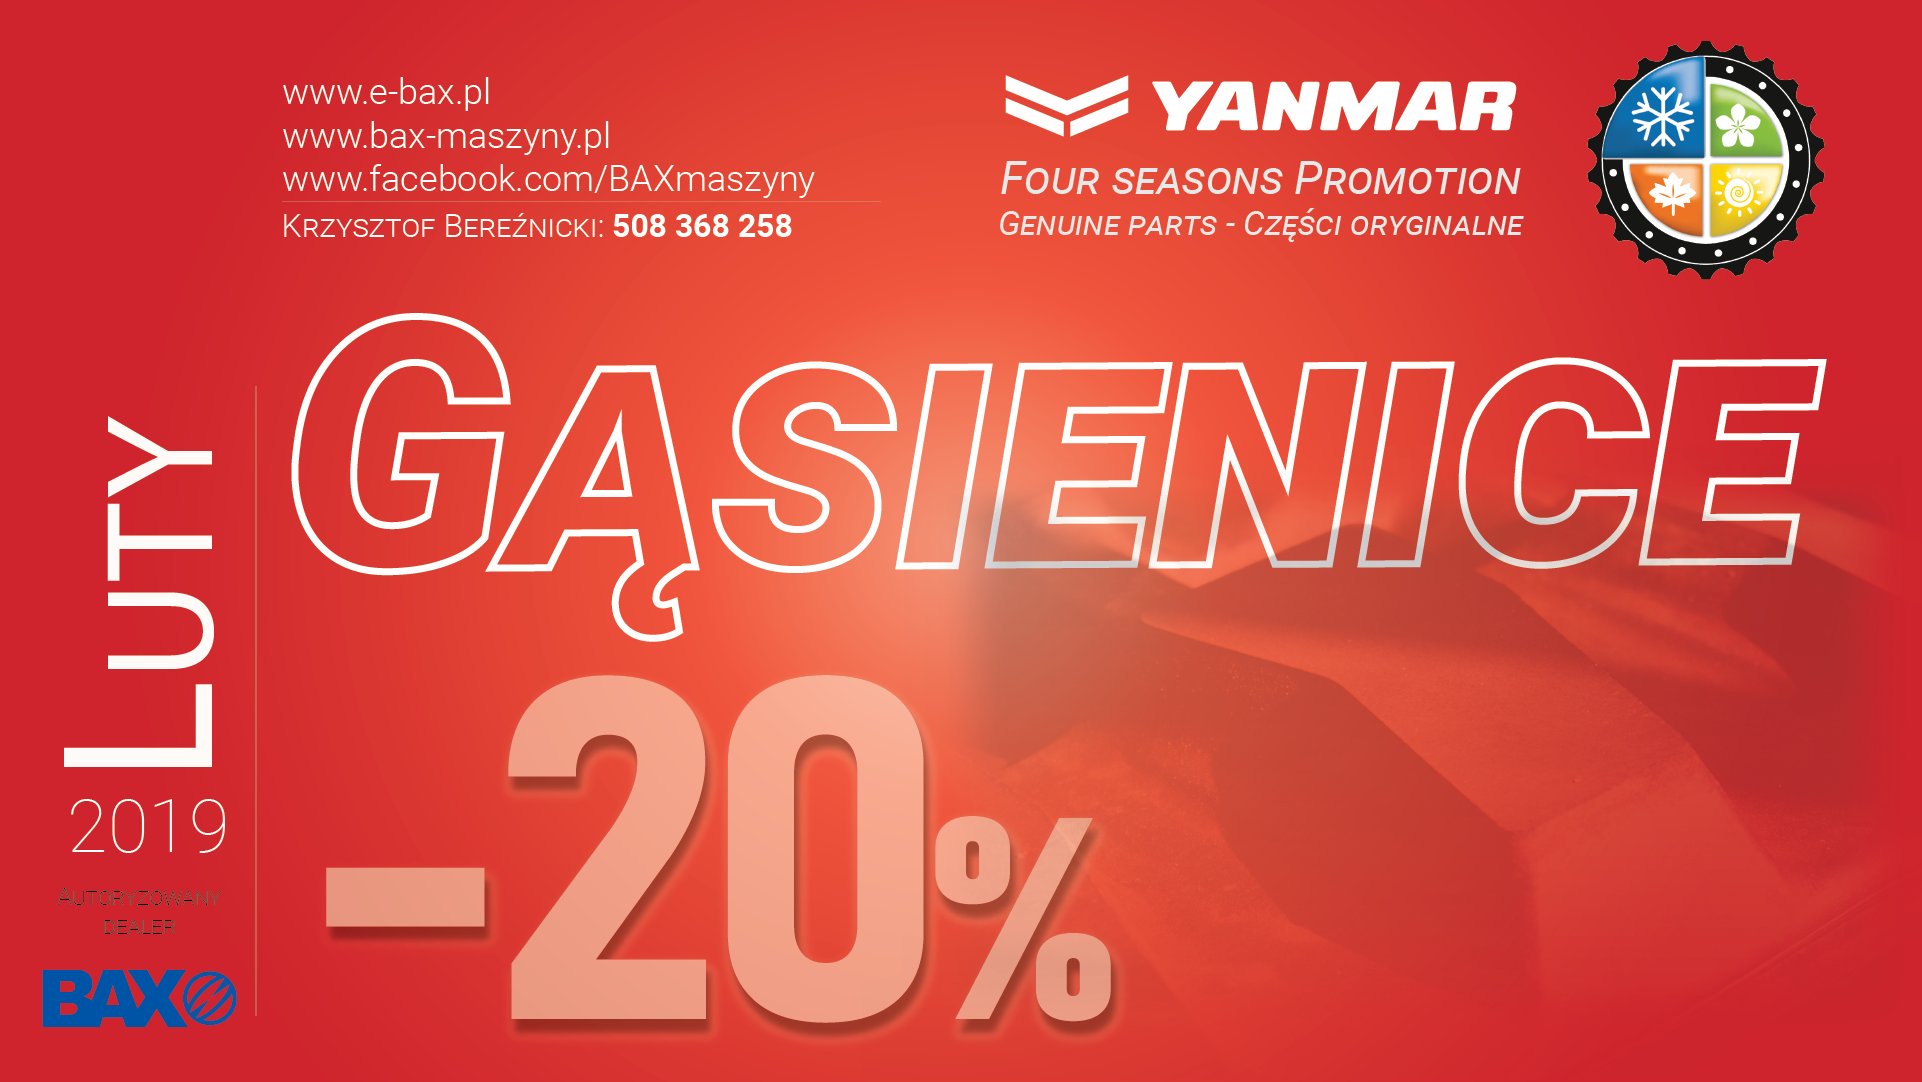 www.e-bax.pl
www.bax-maszyny.pl
www.facebook.com/BAXmaszyny
Krzysztof Bereźnicki: 508 368 258
YANMAR
Four seasons Promotion
Genuine parts - Części oryginalne
Gąsienice
-20%
Luty
2019
Autoryzowany
dealer
BAX